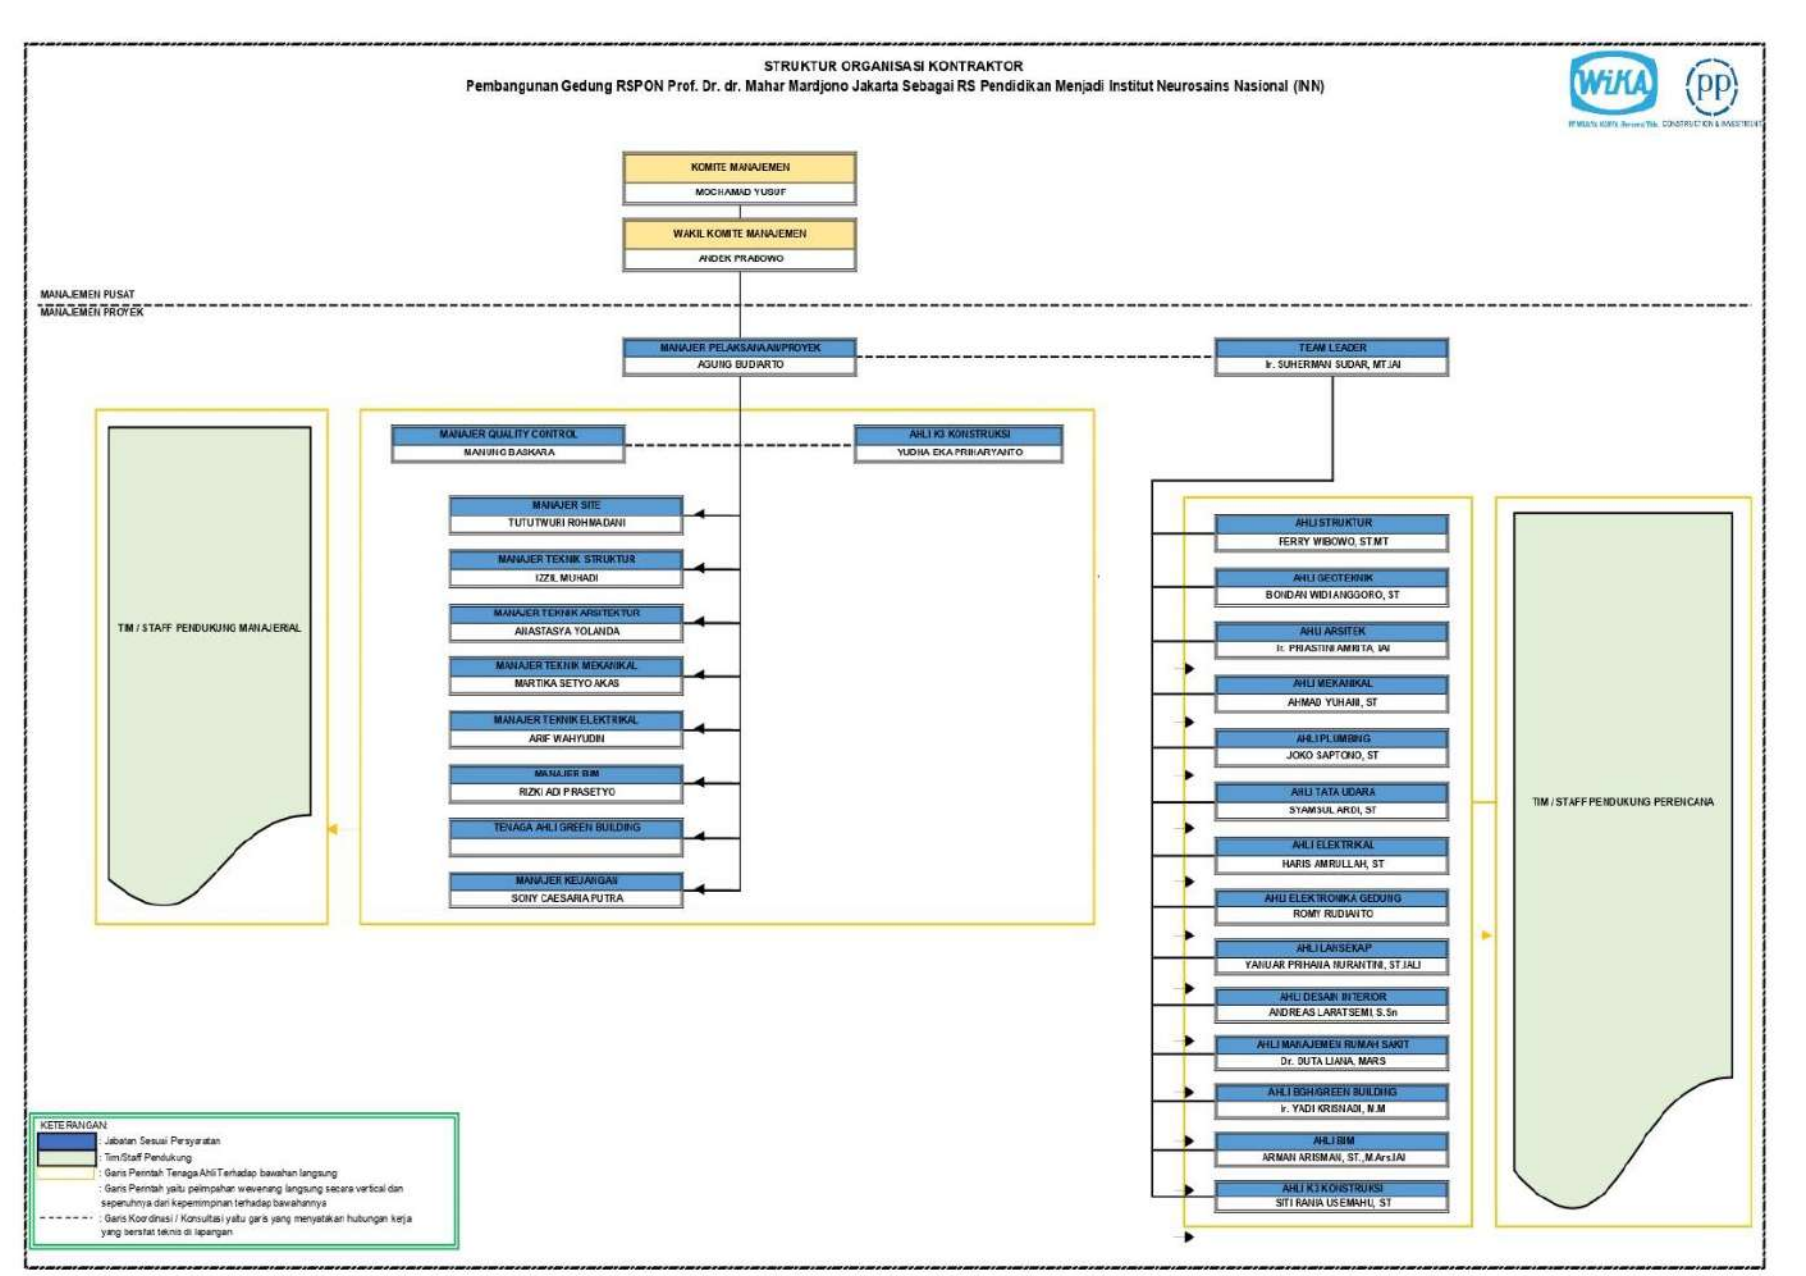 STRUKTUR ORGANISASI KONTRAKTOR
Pembangunan Gedung RSPON Prof. Dr. dr. Mahar Mardjono Jakarta Sebagai RS Pendidikan Menjadi Institut Neurosains Nasional (INN)
WiKA
pp
CONSTRUCTION & INVESTMENT
KOMITE MANAJEMEN
MOCHAMAD YUSUF
WAKIL KOMITE MANAJEMEN
ANDEK PRABOWO
MANAJEMEN PUSAT
MANAJEMEN PROYEK
MANAJER PELAKSANAAN/PROYEK
AGUNG BUDIARTO
TEAM LEADER
Ir. SUHERMAN SUDAR, MT.IAI
MANAJER QUALITY CONTROL
MANUNG BASKARA
AHLI K3 KONSTRUKSI
YUDHA EKA PRIHARYANTO
MANAJER SITE
TUTUTWURI ROHMADANI
MANAJER TEKNIK STRUKTUR
IZZIL MUHADI
MANAJER TEKNIK ARSITEKTUR
ANASTASYA YOLANDA
MANAJER TEKNIK MEKANIKAL
MARTIKA SETYO AKAS
MANAJER TEKNIK ELEKTRIKAL
ARIF WAHYUDIN
MANAJER BIM
RIZKI ADI PRASETYO
TENAGA AHLI GREEN BUILDING
MANAJER KEUANGAN
SONY CAESARIA PUTRA
TIM / STAFF PENDUKUNG MANAJERIAL
AHLI STRUKTUR
FERRY WIBOWO, ST.MT
AHLI GEOTEKNIK
BONDAN WIDI ANGGORO, ST
AHLI ARSITEK
Ir. PRIASTINI AMRITA, IAI
AHLI MEKANIKAL
AHMAD YUHANI, ST
AHLI PLUMBING
JOKO SAPTONO, ST
AHLI TATA UDARA
SYAMSUL ARDI, ST
AHLI ELEKTRIKAL
HARIS AMRULLAH, ST
AHLI ELEKTRONIKA GEDUNG
ROMY RUDIANTO
AHLI LANSEKAP
YANUAR PRIHANA NURANTINI, ST.IALI
AHLI DESAIN INTERIOR
ANDREAS LARATSEMI, S.Sn
AHLI MANAJEMEN RUMAH SAKIT
Dr. DUTA LIANA, MARS
AHLI BGH/GREEN BUILDING
Ir. YADI KRISNADI, M.M
AHLI BIM
ARMAN ARISMAN, ST.,M.Ars.IAI
AHLI K3 KONSTRUKSI
SITI RANIA USEMAHU, ST
TIM / STAFF PENDUKUNG PERENCANA
KETERANGAN:
: Jabatan Sesuai Persyaratan
: Tim/Staff Pendukung
: Garis Perintah Tenaga Ahli Terhadap bawahan langsung
: Garis Perintah yaitu pelimpahan wewenang langsung secara vertical dan
sepenuhnya dari kepemimpinan terhadap bawahannya
: Garis Koordinasi / Konsultasi yaitu garis yang menyatakan hubungan kerja
yang bersifat teknis di lapangan